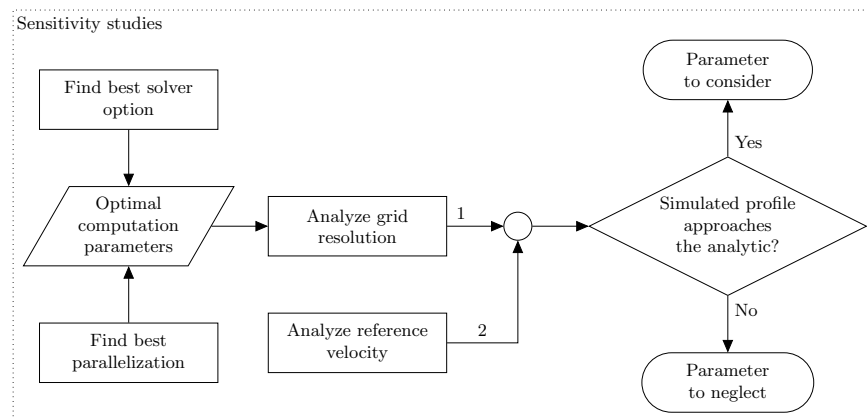 Sensitivity studies
Find best solver
option
Optimal
computation
parameters
Find best
parallelization
Analyze grid
resolution
1
Analyze reference
velocity
2
Simulated profile
approaches
the analytic?
Yes
Parameter
to consider
No
Parameter
to neglect